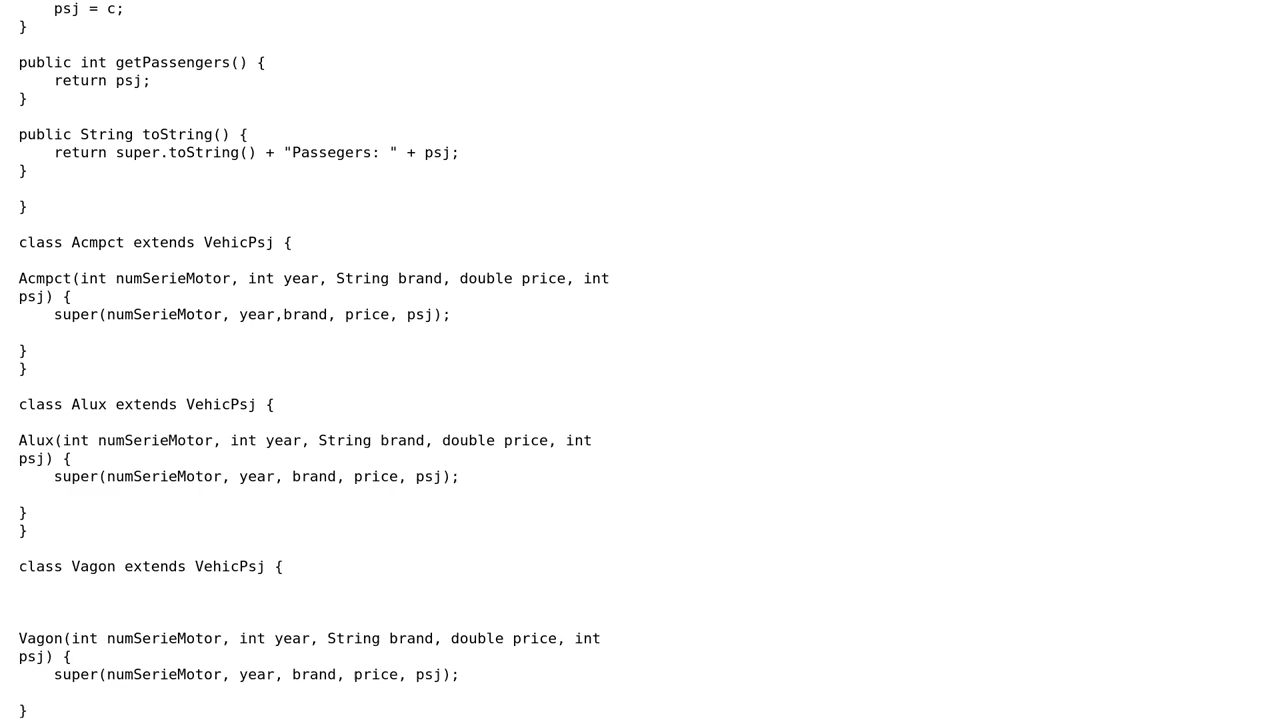 psj = c;
}

public int getPassengers() {
    return psj;
}

public String toString() {
    return super.toString() + "Passegers: " + psj;
}

}

class Acmpct extends VehicPsj {

Acmpct(int numSerieMotor, int year, String brand, double price, int
psj) {
    super(numSerieMotor, year,brand, price, psj);

}
}

class Alux extends VehicPsj {

Alux(int numSerieMotor, int year, String brand, double price, int
psj) {
    super(numSerieMotor, year, brand, price, psj);

}
}

class Vagon extends VehicPsj {



Vagon(int numSerieMotor, int year, String brand, double price, int
psj) {
    super(numSerieMotor, year, brand, price, psj);

}